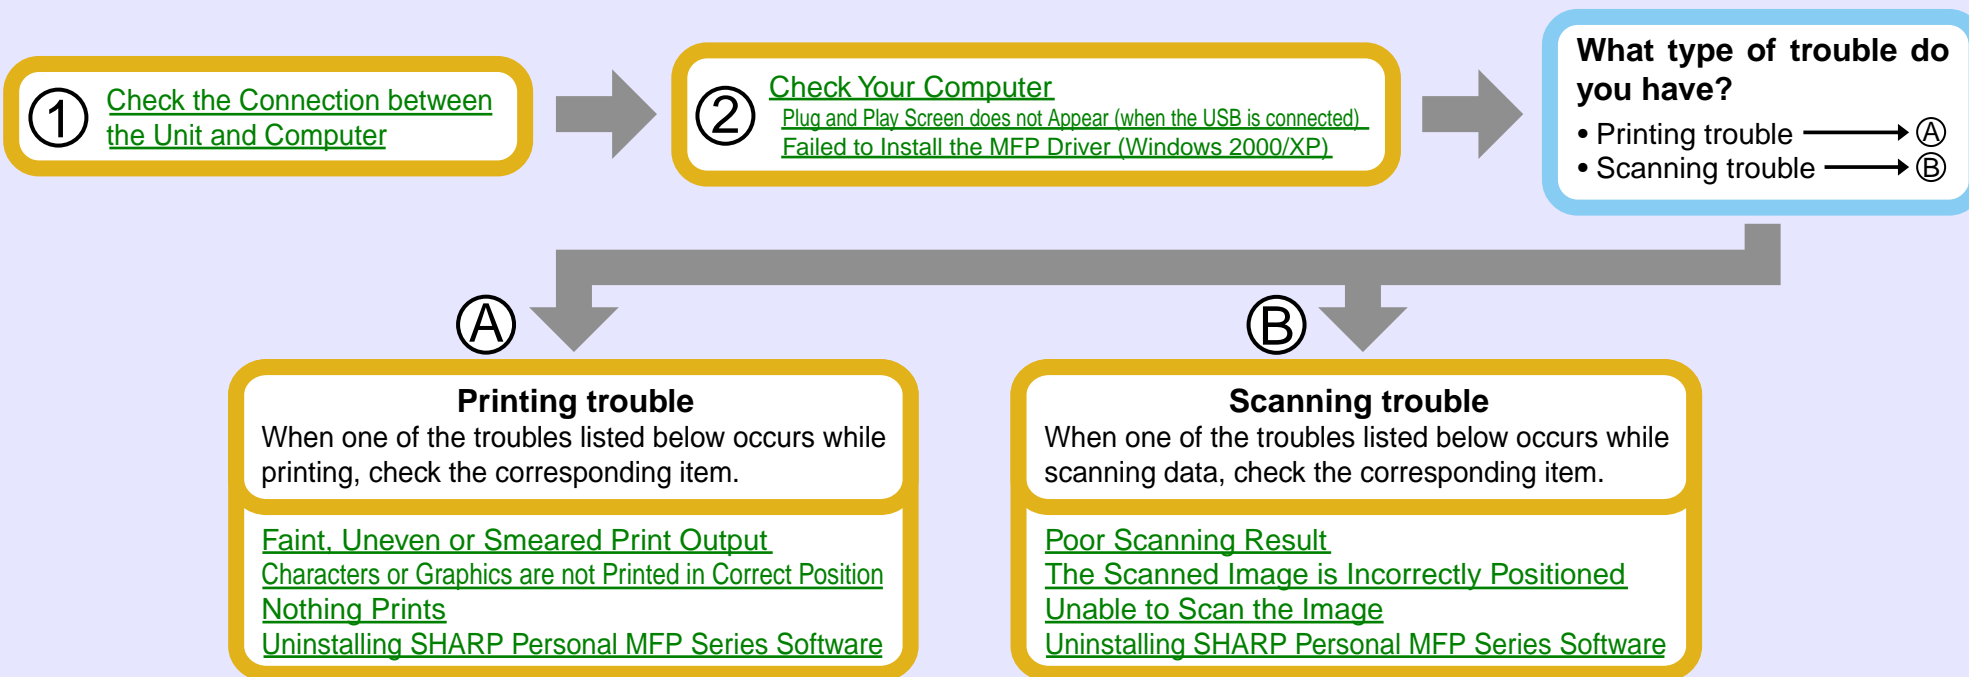 ① Check the Connection between
the Unit and Computer
② Check Your Computer
Plug and Play Screen does not Appear (when the USB is connected)
Failed to Install the MFP Driver (Windows 2000/XP)
What type of trouble do
you have?
• Printing trouble → Ⓐ
• Scanning trouble → Ⓑ
Ⓐ
Printing trouble
When one of the troubles listed below occurs while
printing, check the corresponding item.
Faint, Uneven or Smeared Print Output
Characters or Graphics are not Printed in Correct Position
Nothing Prints
Uninstalling SHARP Personal MFP Series Software
Ⓑ
Scanning trouble
When one of the troubles listed below occurs while
scanning data, check the corresponding item.
Poor Scanning Result
The Scanned Image is Incorrectly Positioned
Unable to Scan the Image
Uninstalling SHARP Personal MFP Series Software